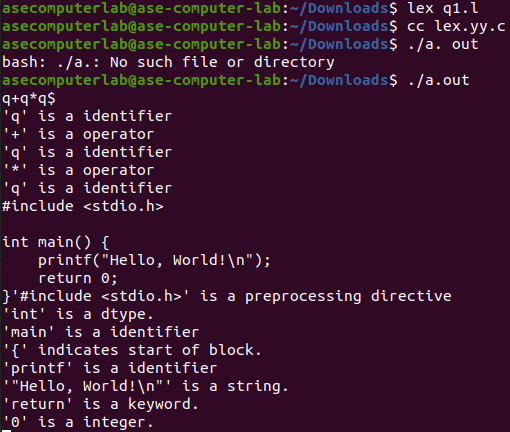 asecomputerlab@ase-computer-lab:~/Downloads$ lex q1.l
asecomputerlab@ase-computer-lab:~/Downloads$ cc lex.yy.c
asecomputerlab@ase-computer-lab:~/Downloads$ ./a. out
bash: ./a.: No such file or directory
asecomputerlab@ase-computer-lab:~/Downloads$ ./a.out
q+q*q$
'q' is a identifier
'+' is a operator
'q' is a identifier
'*' is a operator
'q' is a identifier
#include <stdio.h>

int main() {
    printf("Hello, World!\n");
    return 0;
}'#include <stdio.h>' is a preprocessing directive
'int' is a dtype.
'main' is a identifier
'{' indicates start of block.
'printf' is a identifier
'"Hello, World!\n"' is a string.
'return' is a keyword.
'0' is a integer.